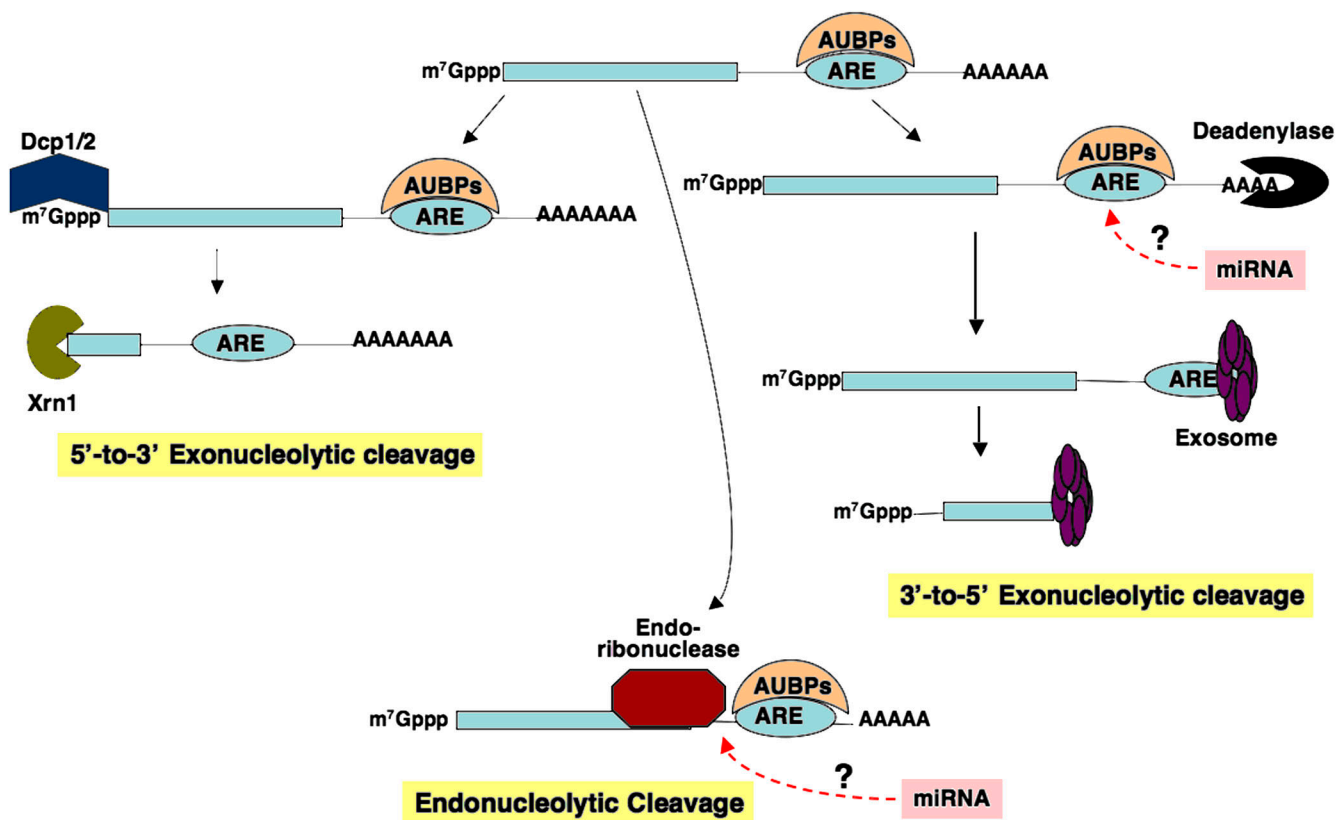 AUBPs
m⁷Gppp ARE AAAAAA
Dcp1/2
AUBPs
m⁷Gppp ARE AAAAAAA
Deadenylase
AUBPs
m⁷Gppp ARE AAAA
?
miRNA
ARE AAAAAAA
Xrn1
5’-to-3’ Exonucleolytic cleavage
m⁷Gppp ARE
Exosome
m⁷Gppp
3’-to-5’ Exonucleolytic cleavage
Endo-
ribonuclease
AUBPs
m⁷Gppp ARE AAAAA
?
miRNA
Endonucleolytic Cleavage